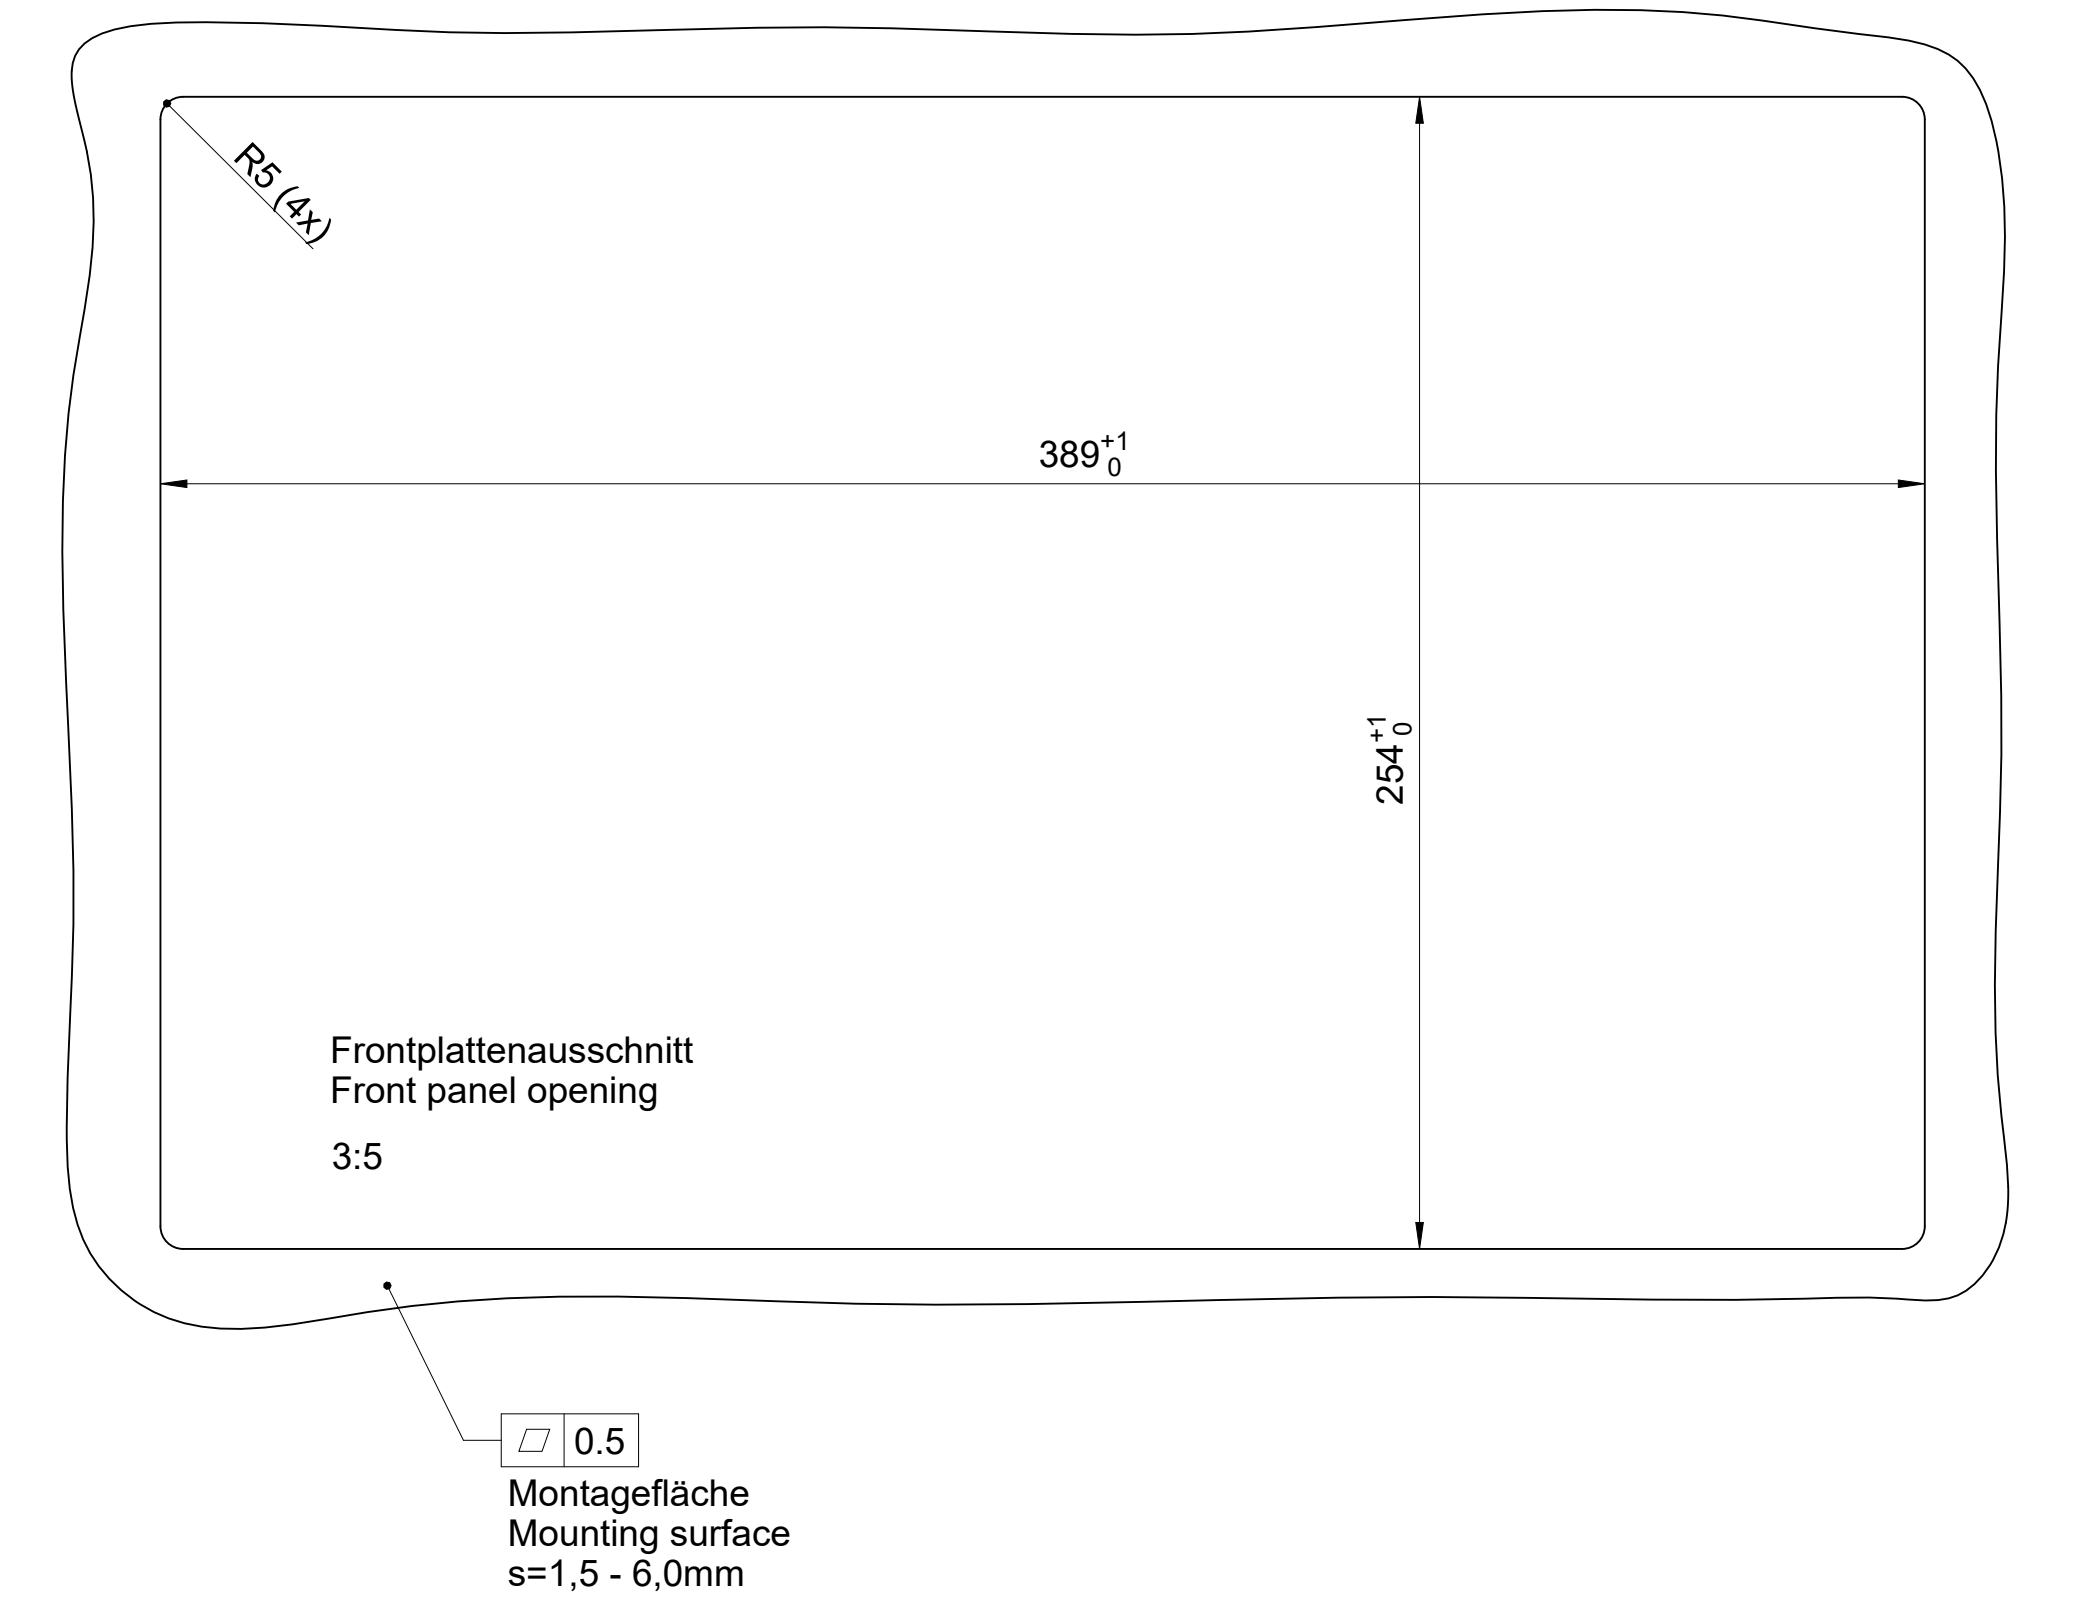 R5 (4x)
389 +1 0
254 +1 0
Frontplattenausschnitt
Front panel opening
3:5
⏥ 0.5
Montagefläche
Mounting surface
s=1,5 - 6,0mm